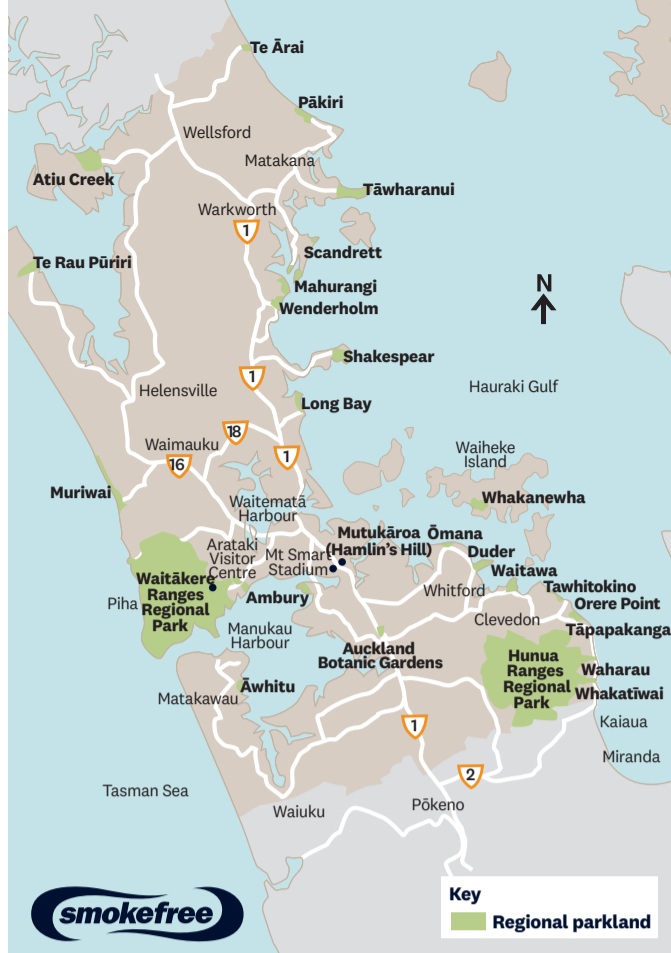 Te Ārai
Pākiri
Wellsford
Matakana
Atiu Creek
Tāwharanui
Warkworth
1
Scandrett
Te Rau Pūriri
Mahurangi
Wenderholm
N
Shakespear
1
Helensville
Hauraki Gulf
Long Bay
18
Waimauku
1
16
Waiheke
Island
Muriwai
Whakanewha
Waitematā
Harbour
Mutukāroa
(Hamlin's Hill)
Ōmana
Arataki
Visitor
Centre
Mt Smart
Stadium
Duder
Waitawa
Waitākere
Ranges
Regional
Park
Piha
Ambury
Whitford
Tawhitokino
Orere Point
Clevedon
Tāpapakanga
Manukau
Harbour
Auckland
Botanic Gardens
Hunua
Ranges
Regional
Park
Waharau
Whakatīwai
Matakawau
Āwhitu
Kaiaua
1
Miranda
2
Tasman Sea
Waiuku
Pōkeno
Key
Regional parkland
smokefree